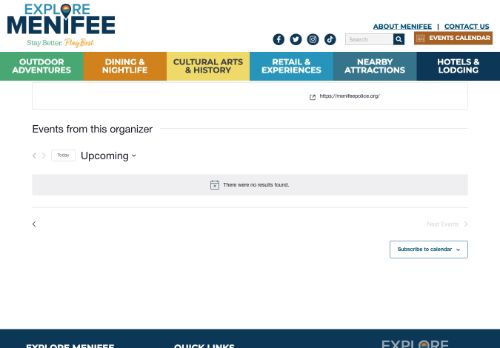 EXPLORE
MENIFEE
Stay Better. Play Best.
ABOUT MENIFEE | CONTACT US
Search
EVENTS CALENDAR
OUTDOOR ADVENTURES
DINING & NIGHTLIFE
CULTURAL ARTS & HISTORY
RETAIL & EXPERIENCES
NEARBY ATTRACTIONS
HOTELS & LODGING
https://menifeepolice.org/
Events from this organizer
Today
Upcoming
There were no results found.
Next Events
Subscribe to calendar
EXPLORE MENIFEE
QUICK LINKS
EXPLORE